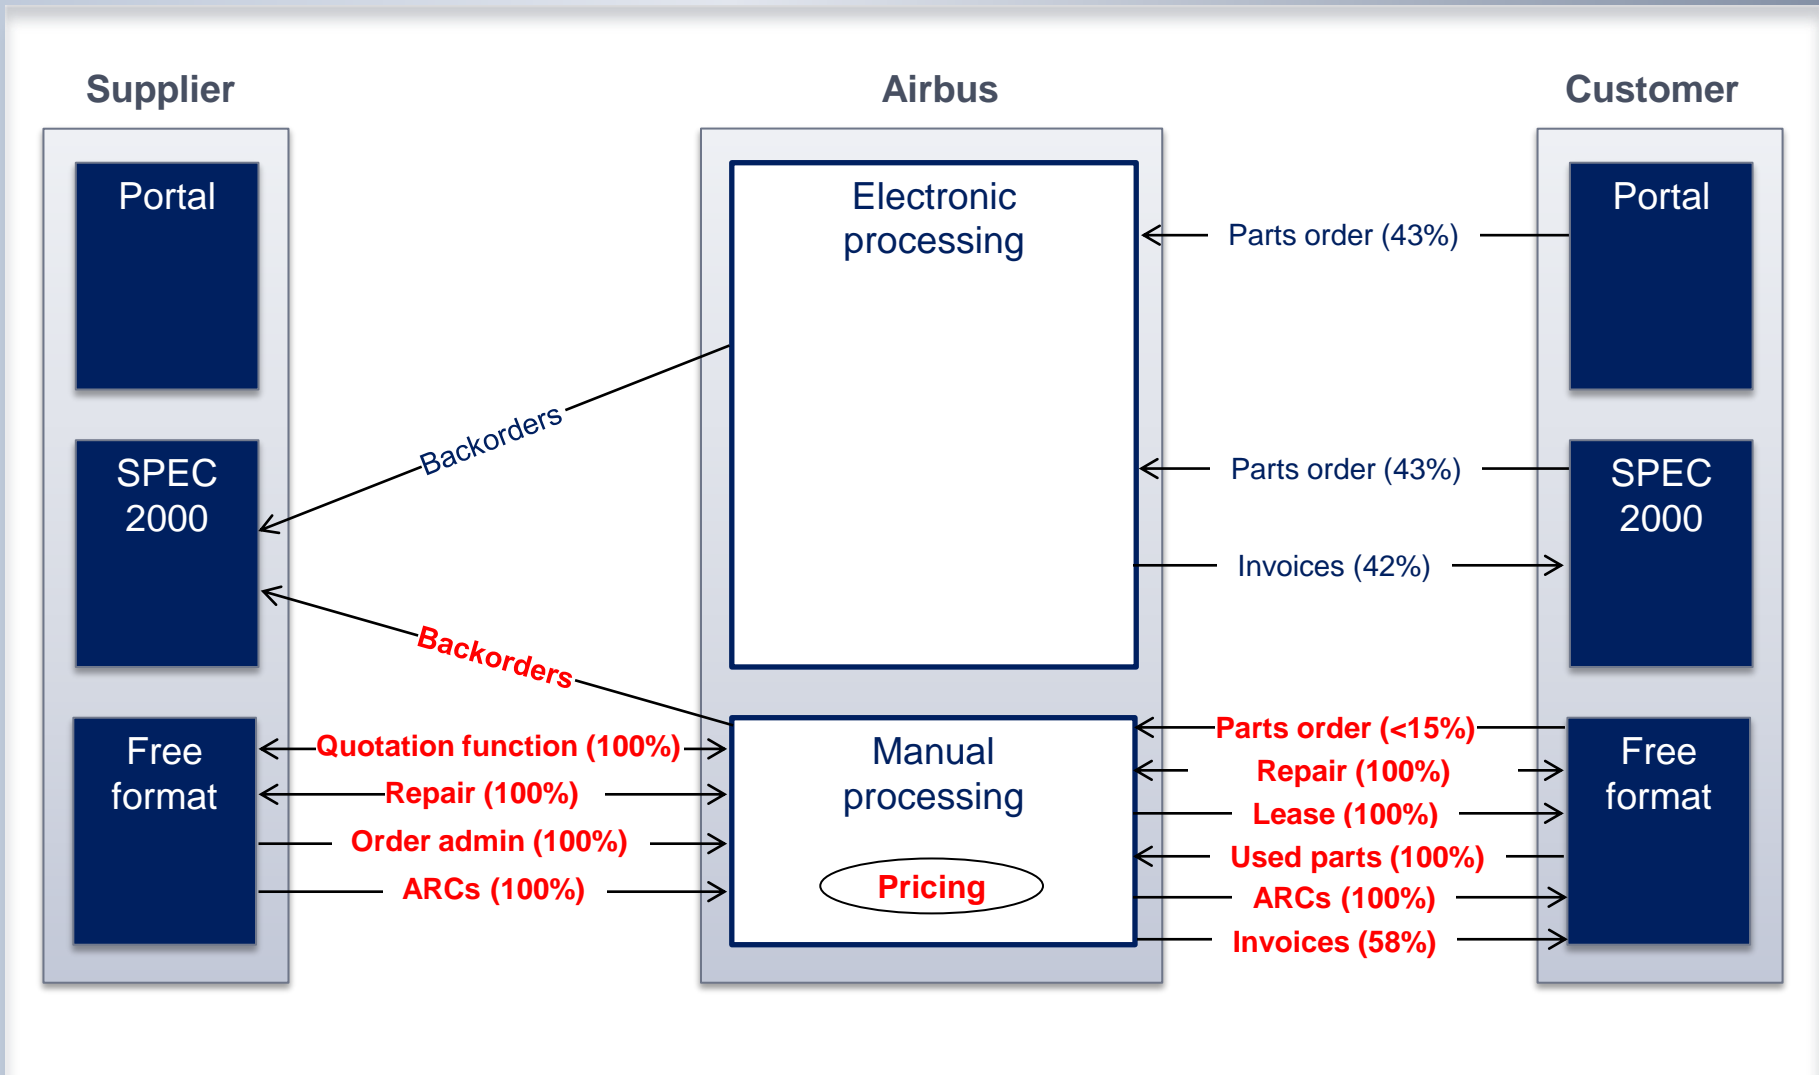 Supplier
Airbus
Customer
Portal
Electronic
processing
Parts order (43%)
Portal
Backorders
SPEC
2000
Parts order (43%)
Invoices (42%)
SPEC
2000
Backorders
Free
format
Quotation function (100%)
Repair (100%)
Order admin (100%)
ARCs (100%)
Manual
processing
Pricing
Parts order (<15%)
Repair (100%)
Lease (100%)
Used parts (100%)
ARCs (100%)
Invoices (58%)
Free
format